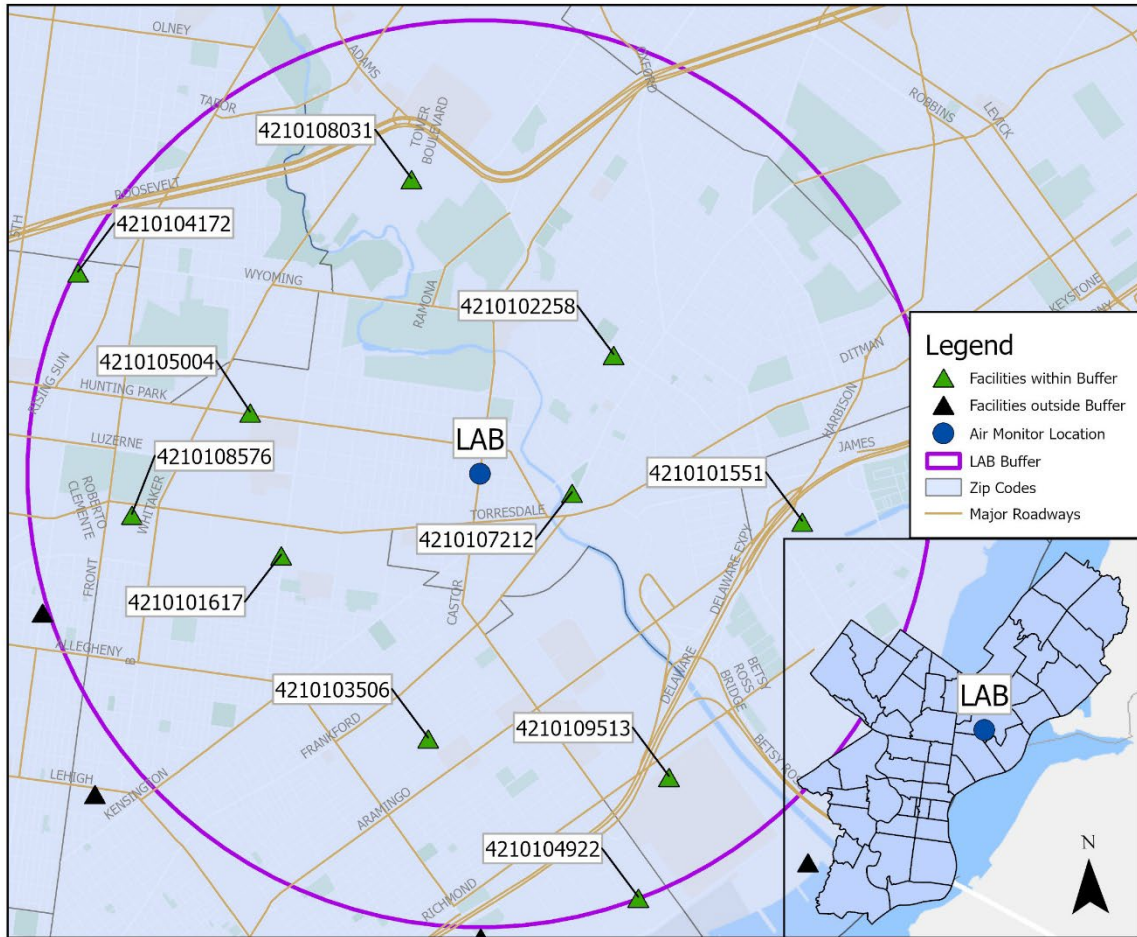 OLNEY
ADAMS
OXFORD
TABOR
ROBBINS
LEVICK
4210108031
TOWER
BOULEVARD
ROOSEVELT
5TH
4210104172
WYOMING
RAMONA
4210102258
KEYSTONE
4210105004
RISING SUN
HUNTING PARK
DITMAN
HARBISON
JAMES
LUZERNE
LAB
4210108576
ROBERTO
CLEMENTE
WHITAKER
4210101551
TORRESDALE
4210107212
DELAWARE EXPY
FRONT
4210101617
CASTOR
ALLEGHENY
B
DELAWARE
BETSY
ROSS
BRIDGE
4210103506
FRANKFORD
4210109513
BETSY ROS
LEHIGH
KENSINGTON
ARAMINGO
4210104922
RICHMOND
Legend
Facilities within Buffer
Facilities outside Buffer
Air Monitor Location
LAB Buffer
Zip Codes
Major Roadways
LAB
N